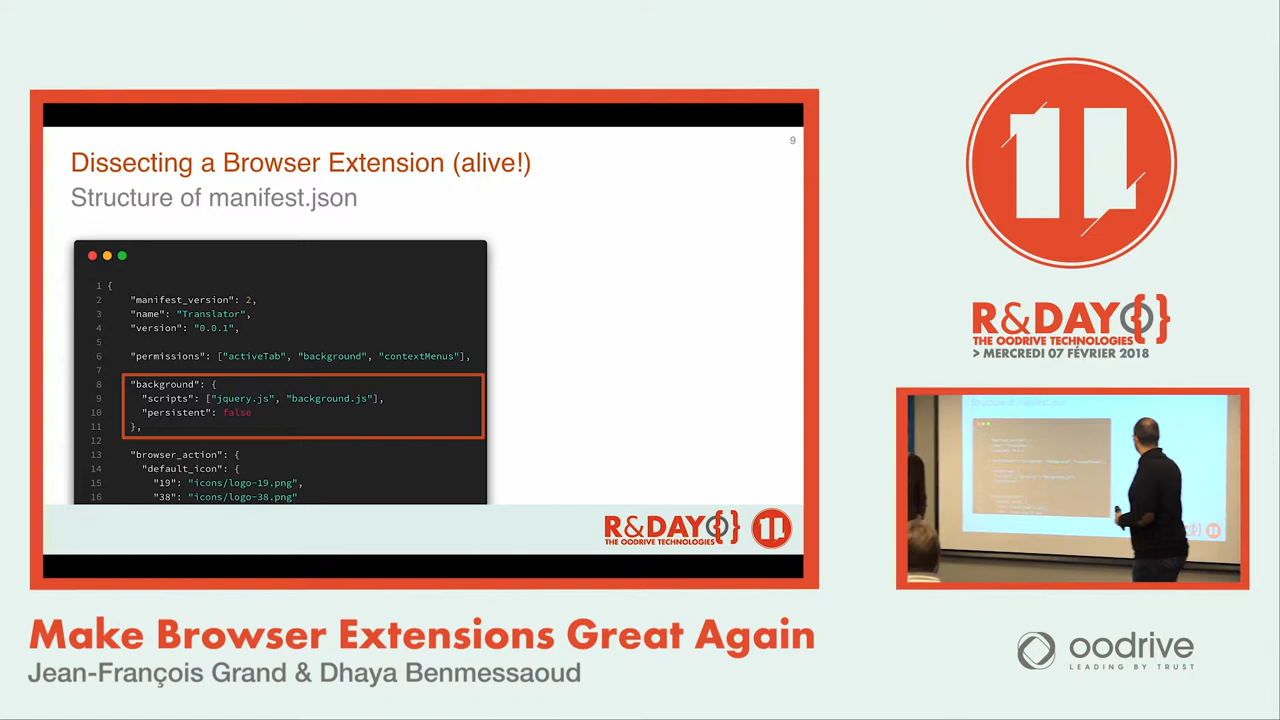 9
Dissecting a Browser Extension (alive!)
Structure of manifest.json
1 {
2 "manifest_version": 2,
3 "name": "Translator",
4 "version": "0.0.1",
5
6 "permissions": ["activeTab", "background", "contextMenus"],
7
8 "background": {
9 "scripts": ["jquery.js", "background.js"],
10 "persistent": false
11 },
12
13 "browser_action": {
14 "default_icon": {
15 "19": "icons/logo-19.png",
16 "38": "icons/logo-38.png"
R&DAY{}
THE OODRIVE TECHNOLOGIES
Make Browser Extensions Great Again
Jean-François Grand & Dhaya Benmessaoud
R&DAY{}
THE OODRIVE TECHNOLOGIES
> MERCREDI 07 FÉVRIER 2018
Structure of manifest.json
oodrive
LEADING BY TRUST